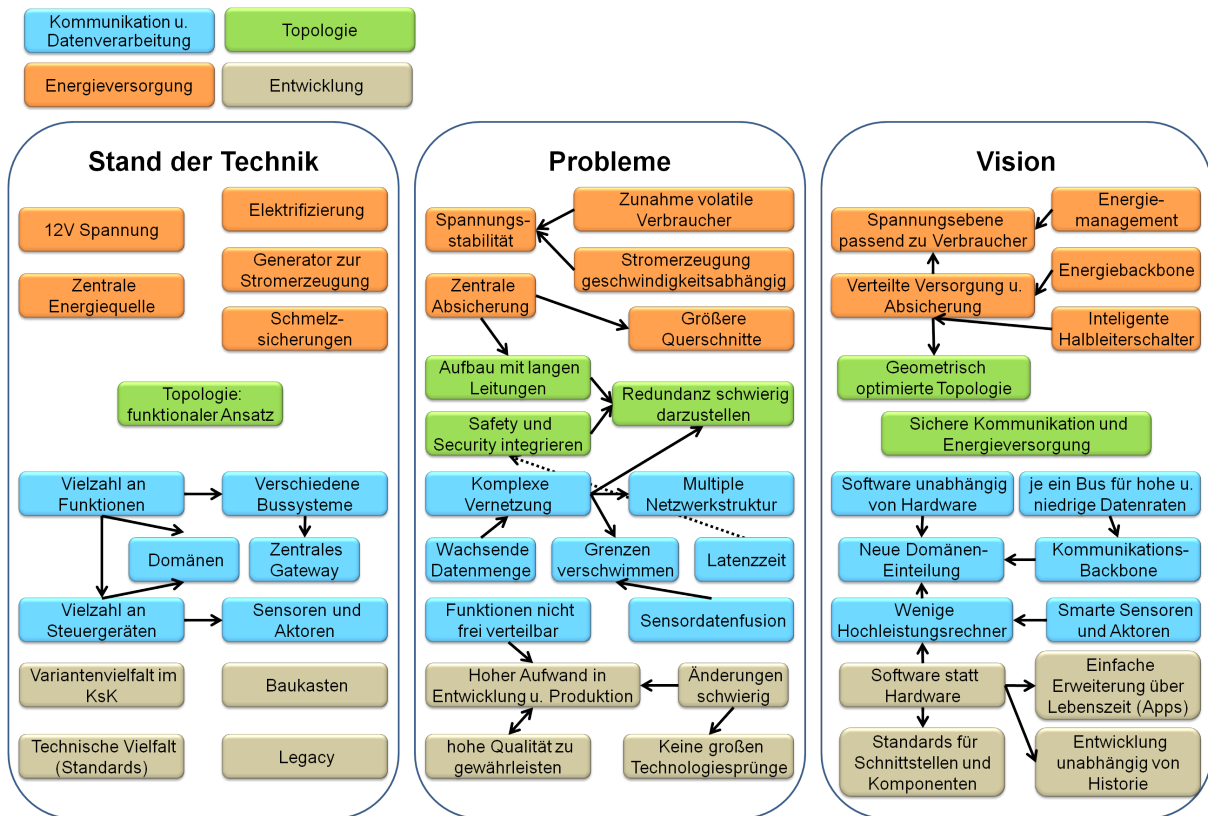 Kommunikation u.
Datenverarbeitung
Topologie
Energieversorgung
Entwicklung
Stand der Technik
12V Spannung
Elektrifizierung
Zentrale
Energiequelle
Generator zur
Stromerzeugung
Schmelz-
sicherungen
Topologie:
funktionaler Ansatz
Vielzahl an
Funktionen
Verschiedene
Bussysteme
Domänen
Zentrales
Gateway
Vielzahl an
Steuergeräten
Sensoren und
Aktoren
Variantenvielfalt im
KsK
Baukasten
Technische Vielfalt
(Standards)
Legacy
Probleme
Spannungs-
stabilität
Zunahme volatile
Verbraucher
Stromerzeugung
geschwindigkeitsabhängig
Zentrale
Absicherung
Größere
Querschnitte
Aufbau mit langen
Leitungen
Redundanz schwierig
darzustellen
Safety und
Security integrieren
Komplexe
Vernetzung
Multiple
Netzwerkstruktur
Wachsende
Datenmenge
Grenzen
verschwimmen
Latenzzeit
Funktionen nicht
frei verteilbar
Sensordatenfusion
Hoher Aufwand in
Entwicklung u. Produktion
Änderungen
schwierig
hohe Qualität zu
gewährleisten
Keine großen
Technologiesprünge
Vision
Spannungsebene
passend zu Verbraucher
Energie-
management
Verteilte Versorgung u.
Absicherung
Energiebackbone
Inteligente
Halbleiterschalter
Geometrisch
optimierte Topologie
Sichere Kommunikation und
Energieversorgung
Software unabhängig
von Hardware
je ein Bus für hohe u.
niedrige Datenraten
Neue Domänen-
Einteilung
Kommunikations-
Backbone
Wenige
Hochleistungsrechner
Smarte Sensoren
und Aktoren
Software statt
Hardware
Einfache
Erweiterung über
Lebenszeit (Apps)
Standards für
Schnittstellen und
Komponenten
Entwicklung
unabhängig von
Historie